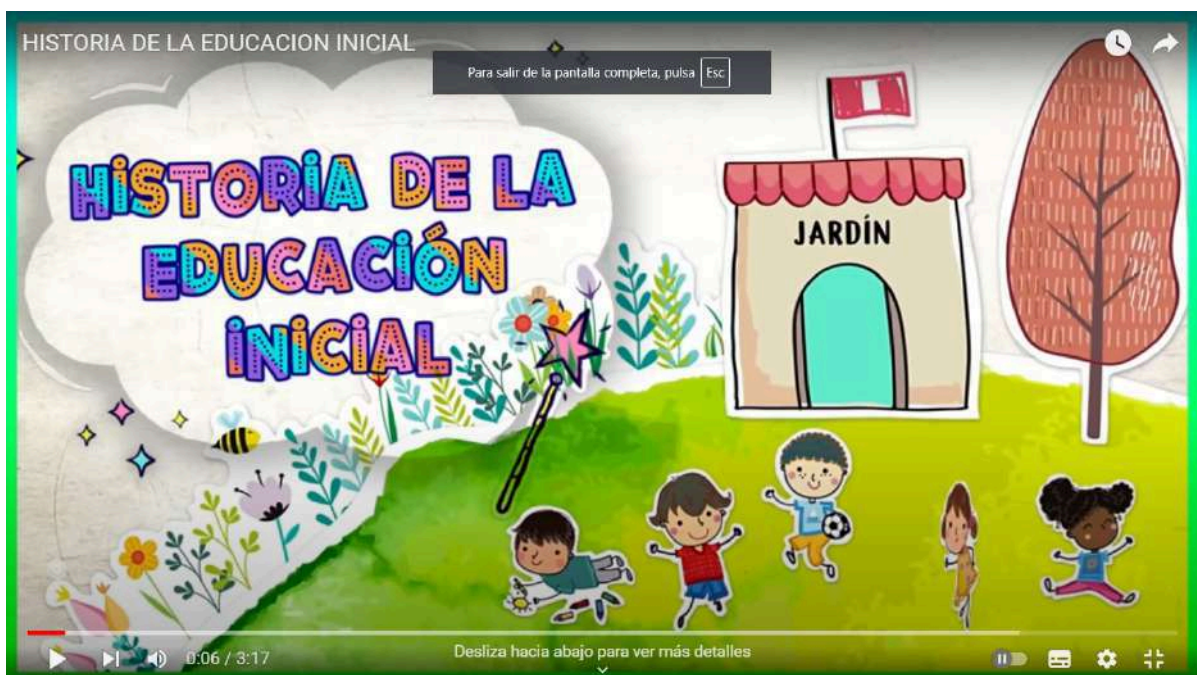 HISTORIA DE LA EDUCACION INICIAL
Para salir de la pantalla completa, pulsa Esc
HISTORIA DE LA
EDUCACIÓN
INICIAL
JARDÍN
0:06 / 3:17
Desliza hacia abajo para ver más detalles